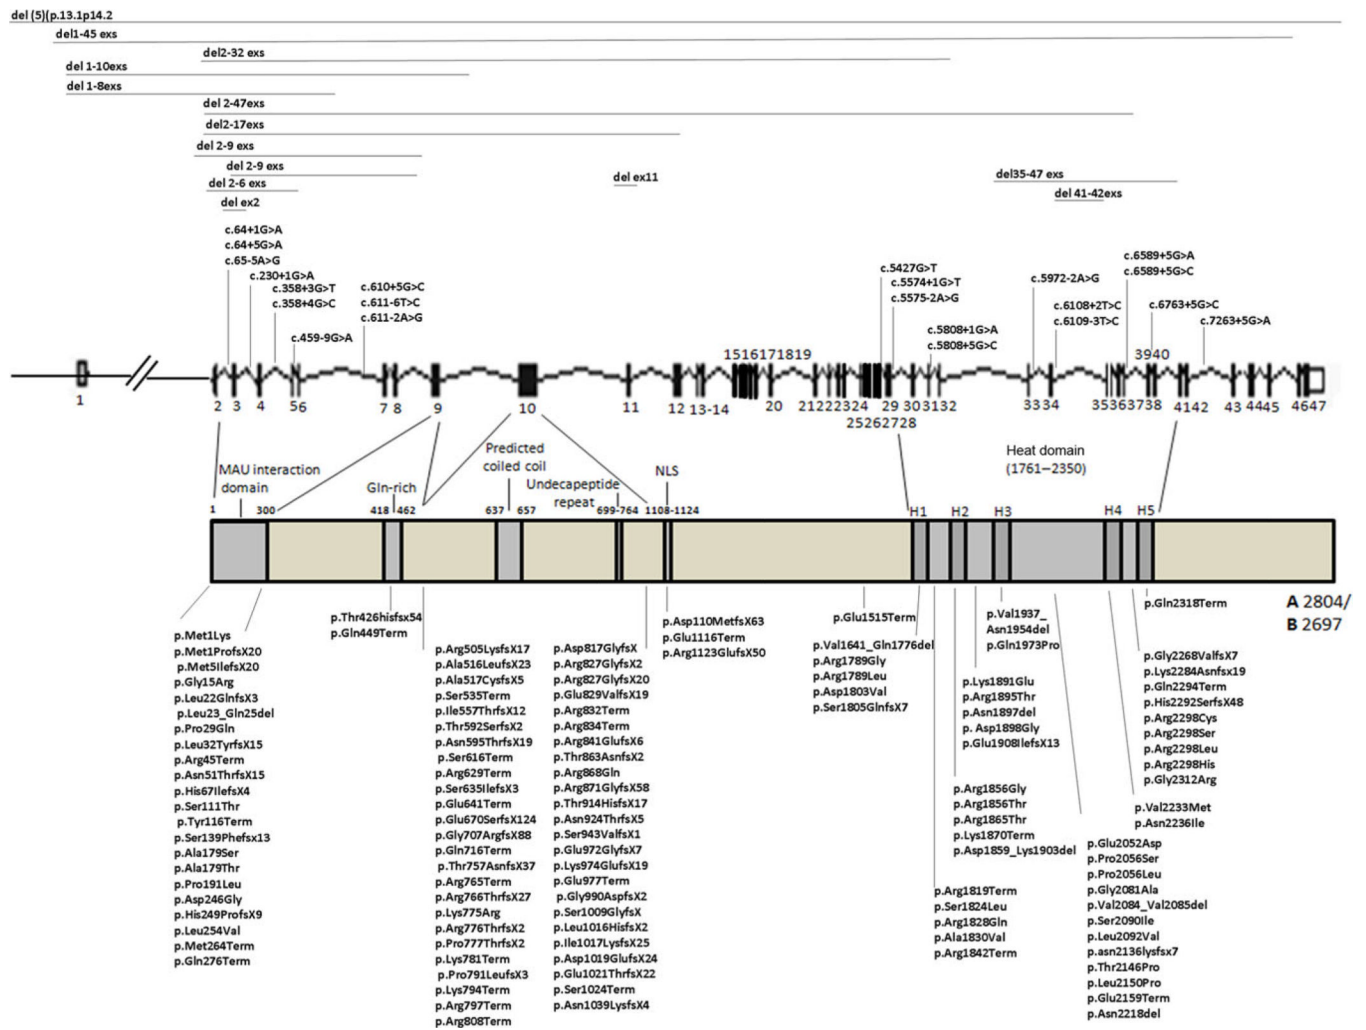 del (5)(p.13.1p14.2
del1-45 exs
del2-32 exs
del 1-10exs
del 1-8exs
del 2-47exs
del2-17exs
del 2-9 exs
del 2-9 exs
del 2-6 exs
del ex2
del ex11
del35-47 exs
del 41-42exs
c.64+1G>A
c.64+5G>A
c.65-5A>G
c.230+1G>A
c.358+3G>T
c.358+4G>C
c.459-9G>A
c.610+5G>C
c.611-6T>C
c.611-2A>G
c.5427G>T
c.5574+1G>T
c.5575-2A>G
c.5808+1G>A
c.5808+5G>C
c.5972-2A>G
c.6108+2T>C
c.6109-3T>C
c.6589+5G>A
c.6589+5G>C
c.6763+5G>C
c.7263+5G>A
1516171819
3940
1 2 3 4 56 7 8 9 10 11 12 13-14 20 21222324 29 303132 3334 35363738 4142 43 4445 4647
25262728
MAU interaction
domain
Gln-rich
Predicted
coiled coil
Undecapeptide
repeat
NLS
Heat domain
(1761–2350)
1 300 418 462 637 657 699-764 1108-1124 H1 H2 H3 H4 H5
A 2804/
B 2697
p.Met1Lys
p.Met1ProfsX20
p.Met5IlefsX20
p.Gly15Arg
p.Leu22GlnfsX3
p.Leu23_Gln25del
p.Pro29Gln
p.Leu32TyrfsX15
p.Arg45Term
p.Asn51ThrfsX15
p.His67IlefsX4
p.Ser111Thr
p.Tyr116Term
p.Ser139Phefsx13
p.Ala179Ser
p.Ala179Thr
p.Pro191Leu
p.Asp246Gly
p.His249ProfsX9
p.Leu254Val
p.Met264Term
p.Gln276Term
p.Thr426hisfsx54
p.Gln449Term
p.Arg505LysfsX17
p.Ala516LeufsX23
p.Ala517CysfsX5
p.Ser535Term
p.Ile557ThrfsX12
p.Thr592SerfsX2
p.Asn595ThrfsX19
p.Ser616Term
p.Arg629Term
p.Ser635IlefsX3
p.Glu641Term
p.Glu670SerfsX124
p.Gly707ArgfsX88
p.Gln716Term
p.Thr757AsnfsX37
p.Arg765Term
p.Arg766ThrfsX27
p.Lys775Arg
p.Arg776ThrfsX2
p.Pro777ThrfsX2
p.Lys781Term
p.Pro791LeufsX3
p.Lys794Term
p.Arg797Term
p.Arg808Term
p.Asp817GlyfsX
p.Arg827GlyfsX2
p.Arg827GlyfsX20
p.Glu829ValfsX19
p.Arg832Term
p.Arg834Term
p.Arg841GlufsX6
p.Thr863AsnfsX2
p.Arg868Gln
p.Arg871GlyfsX58
p.Thr914HisfsX17
p.Asn924ThrfsX5
p.Ser943ValfsX1
p.Glu972GlyfsX7
p.Lys974GlufsX19
p.Glu977Term
p.Gly990AspfsX2
p.Ser1009GlyfsX
p.Leu1016HisfsX2
p.Ile1017LysfsX25
p.Asp1019GlufsX24
p.Glu1021ThrfsX22
p.Ser1024Term
p.Asn1039LysfsX4
p.Asp110MetfsX63
p.Glu1116Term
p.Arg1123GlufsX50
p.Glu1515Term
p.Val1641_Gln1776del
p.Arg1789Gly
p.Arg1789Leu
p.Asp1803Val
p.Ser1805GlnfsX7
p.Arg1819Term
p.Ser1824Leu
p.Arg1828Gln
p.Ala1830Val
p.Arg1842Term
p.Arg1856Gly
p.Arg1856Thr
p.Arg1865Thr
p.Lys1870Term
p.Asp1859_Lys1903del
p.Lys1891Glu
p.Arg1895Thr
p.Asn1897del
p.Asp1898Gly
p.Glu1908IlefsX13
p.Val1937_
Asn1954del
p.Gln1973Pro
p.Glu2052Asp
p.Pro2056Ser
p.Pro2056Leu
p.Gly2081Ala
p.Val2084_Val2085del
p.Ser2090Ile
p.Leu2092Val
p.asn2136lysfsx7
p.Thr2146Pro
p.Leu2150Pro
p.Glu2159Term
p.Asn2218del
p.Val2233Met
p.Asn2236Ile
p.Gly2268ValfsX7
p.Lys2284Asnfsx19
p.Gln2294Term
p.His2292SerfsX48
p.Arg2298Cys
p.Arg2298Ser
p.Arg2298Leu
p.Arg2298His
p.Gly2312Arg
p.Gln2318Term